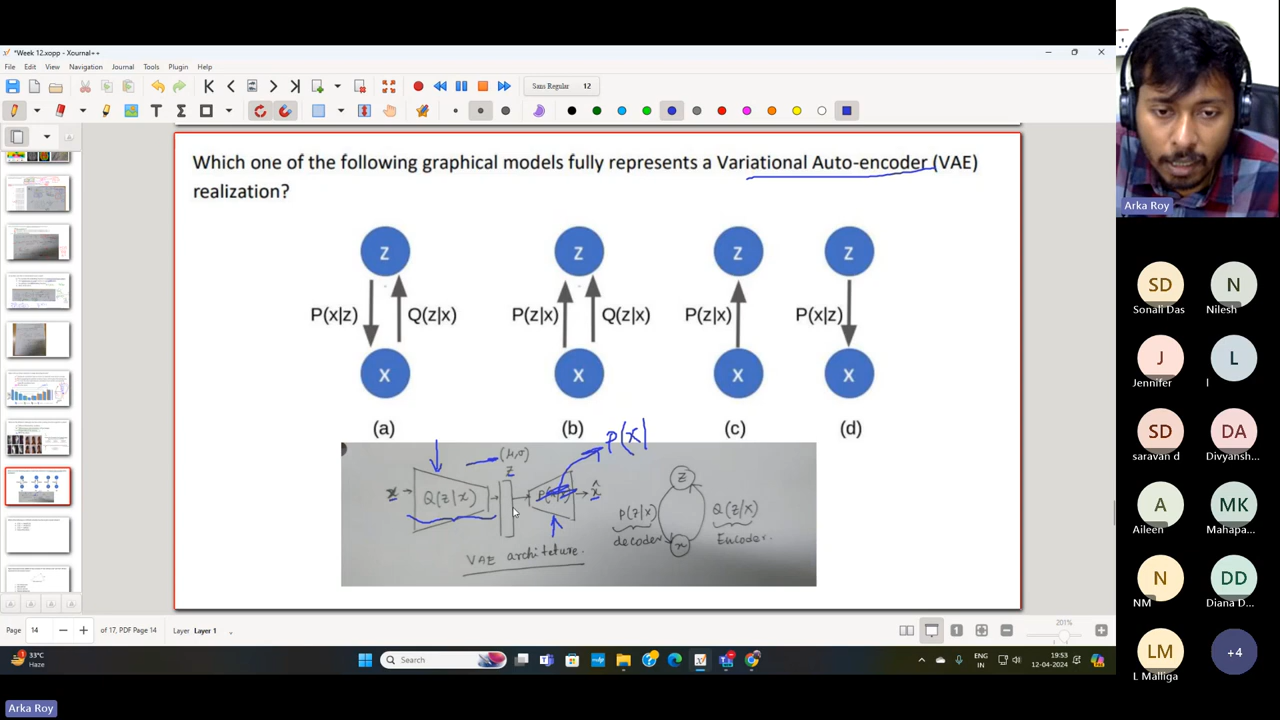 *Week 12.xopp - Xournal++
File Edit View Navigation Journal Tools Plugin Help
Sans Regular 12
Which one of the following graphical models fully represents a Variational Auto-encoder (VAE)
realization?
z z z z
P(x|z) Q(z|x) P(z|x) Q(z|x) P(z|x) P(x|z)
x x x x
(a) (b) (c) (d)
P(x|
(μ,σ)
z
x Q(z|x) x̂
z
P(z|x) Q(z|x)
decoder Encoder.
x
VAE architeture.
Page 14 of 17, PDF Page 14 Layer Layer 1 201%
33°C
Haze
Search
ENG
IN
19:53
12-04-2024
Arka Roy
Arka Roy
SD
Sonali Das
N
Nilesh
J
Jennifer
L
l
SD
saravan d
DA
Divyansh...
A
Aileen
MK
Mahapa...
N
NM
DD
Diana D...
LM
L Malliga
+4